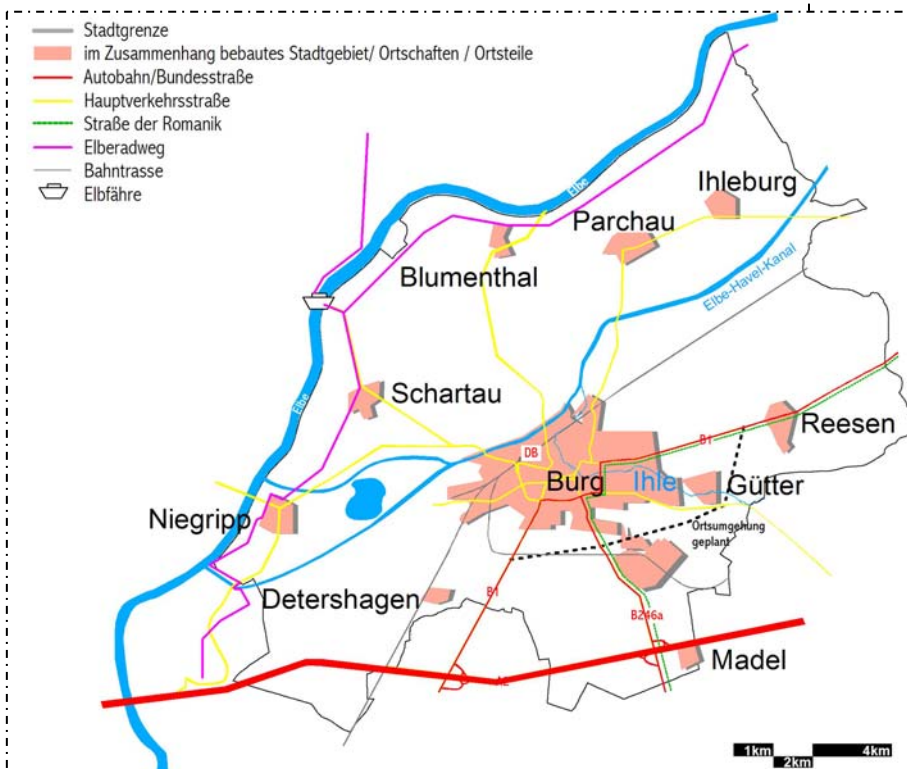 Stadtgrenze
im Zusammenhang bebautes Stadtgebiet/ Ortschaften / Ortsteile
Autobahn/Bundesstraße
Hauptverkehrsstraße
Straße der Romanik
Elberadweg
Bahntrasse
Elbfähre
Elbe
Ihleburg
Parchau
Blumenthal
Elbe-Havel-Kanal
Schartau
Elbe
Reesen
B1
DB
Burg
Ihle
Gütter
Niegripp
Ortsumgehung
geplant
Detershagen
B1
B246a
Madel
A2
1km
4km
2km